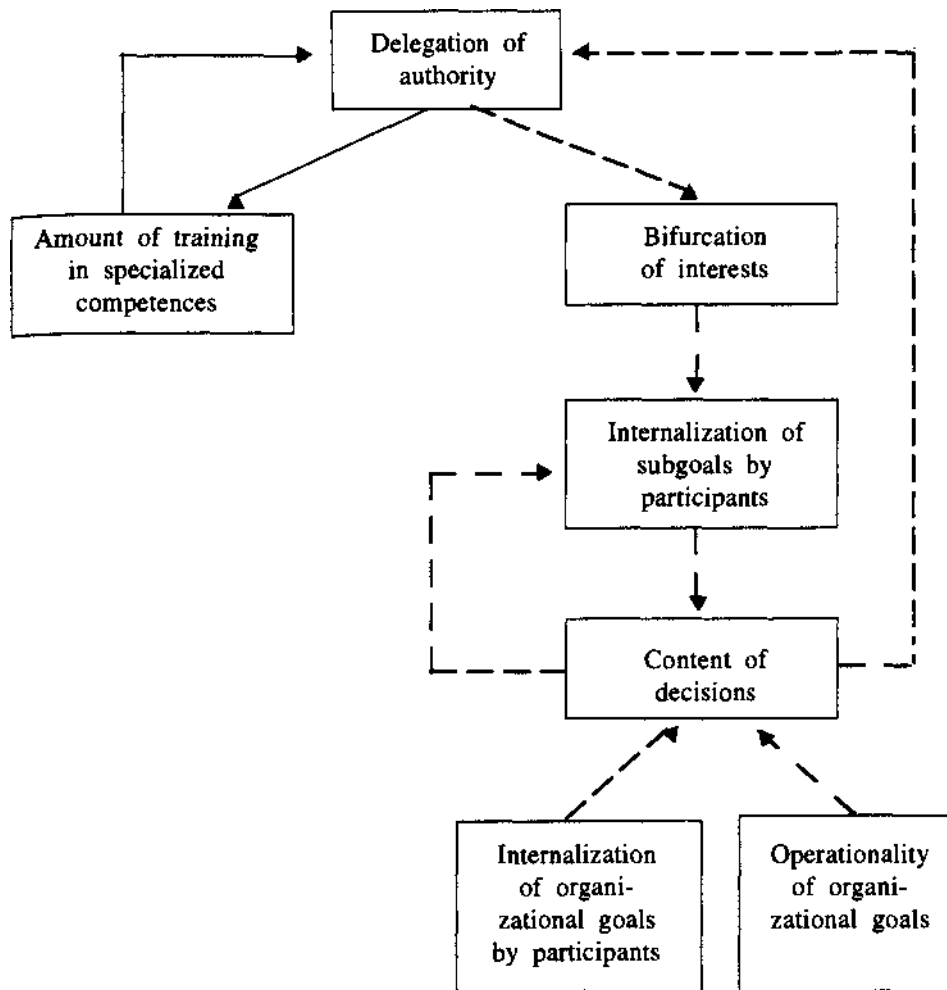 Delegation of
authority
Amount of training
in specialized
competences
Bifurcation
of interests
Internalization of
subgoals by
participants
Content of
decisions
Internalization
of organi-
zational goals
by participants
Operationality
of organi-
zational goals